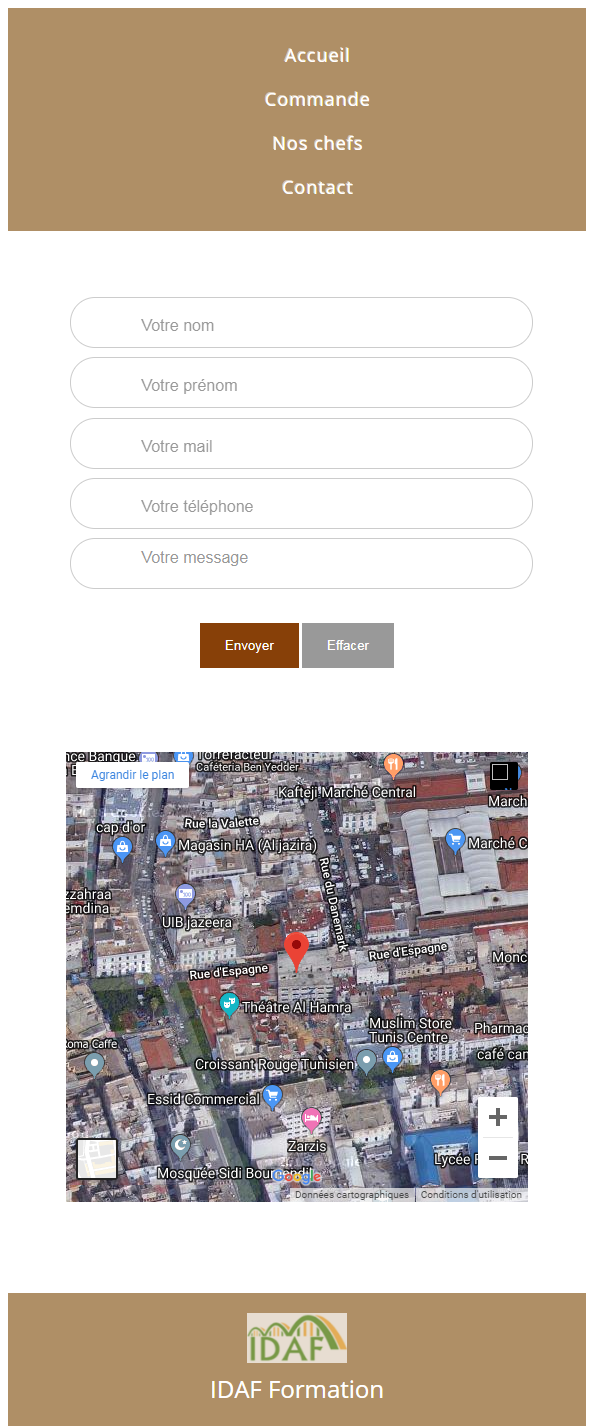 Accueil
Commande
Nos chefs
Contact
Votre nom
Votre prénom
Votre mail
Votre téléphone
Votre message
Envoyer
Effacer
nce Banque
Torréfacteur
Agrandir le plan
Caféteria Ben Yedder
Kafteji Marché Central
March
cap d'or
Rue la Valette
Magasin HA (Al jazira)
Marché C
Rue du Danemark
zzahraa
emdina
UIB jazeera
Rue d'Espagne
Rue d'Espagne
Monc
Théâtre Al Hamra
Muslim Store
Tunis Centre
Pharmac
koma Caffe.
café can
Croissant Rouge Tunisien
Essid Commercial
Zarzis
Lycée R
Mosquée Sidi Bourcendil
Google
Données cartographiques
Conditions d'utilisation
IDAF
IDAF Formation